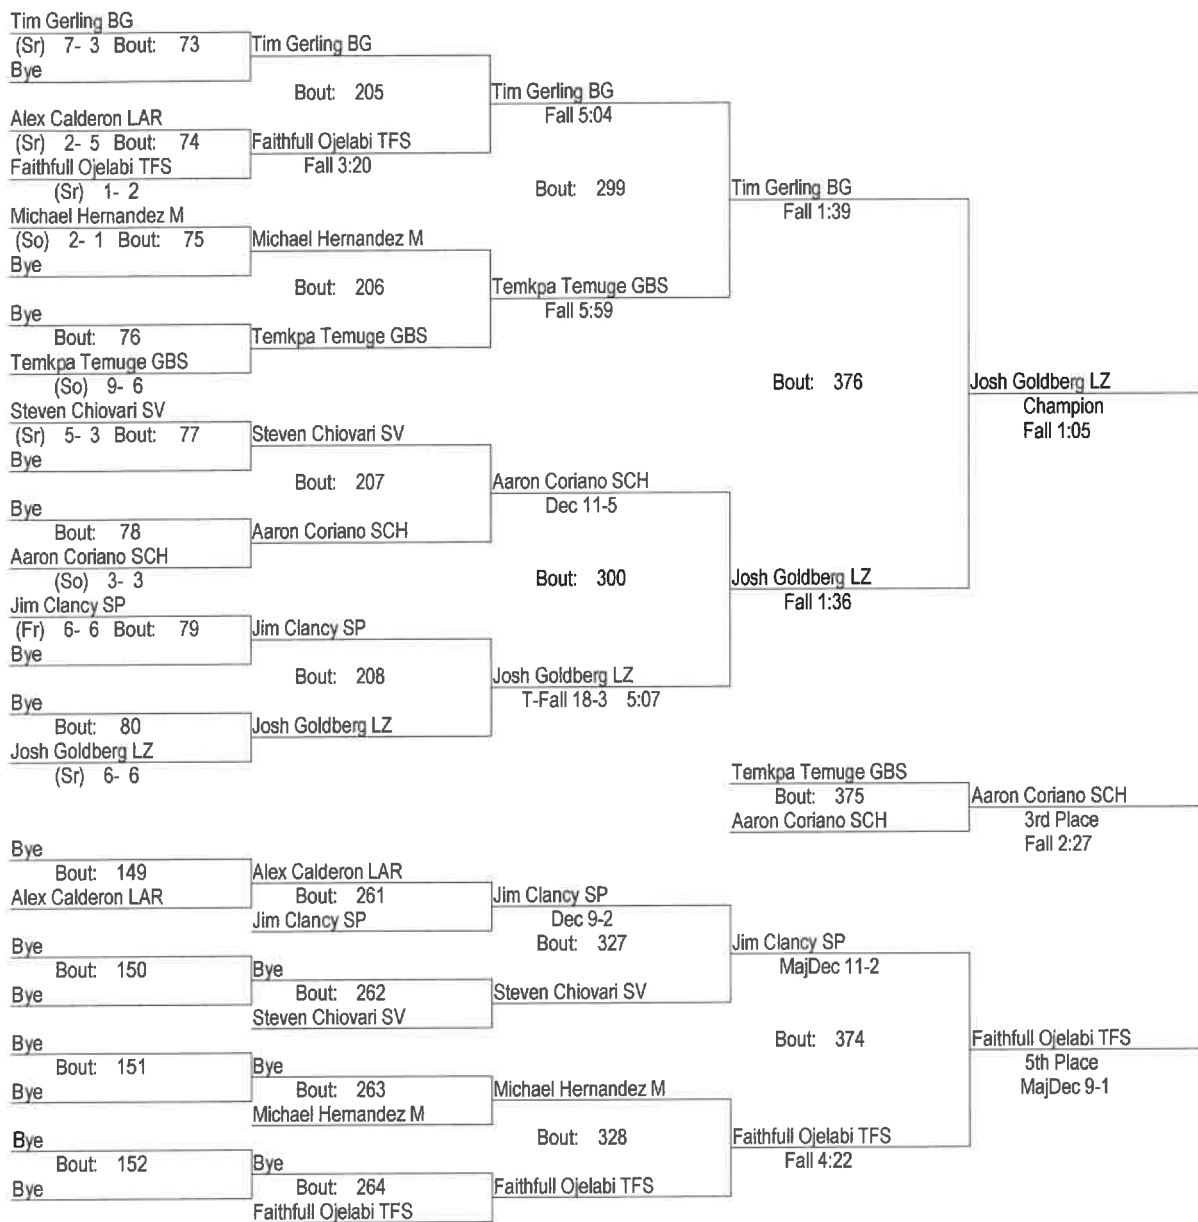 Tim Gerling BG
(Sr) 7- 3 Bout: 73
Bye
Tim Gerling BG
Bout: 205
Alex Calderon LAR
(Sr) 2- 5 Bout: 74
Faithfull Ojelabi TFS
(Sr) 1- 2
Faithfull Ojelabi TFS
Fall 3:20
Tim Gerling BG
Fall 5:04
Bout: 299
Michael Hernandez M
(So) 2- 1 Bout: 75
Bye
Michael Hernandez M
Bout: 206
Bye
Bout: 76
Temkpa Temuge GBS
(So) 9- 6
Temkpa Temuge GBS
Temkpa Temuge GBS
Fall 5:59
Tim Gerling BG
Fall 1:39
Bout: 376
Steven Chiovari SV
(Sr) 5- 3 Bout: 77
Bye
Steven Chiovari SV
Bout: 207
Bye
Bout: 78
Aaron Coriano SCH
(So) 3- 3
Aaron Coriano SCH
Aaron Coriano SCH
Dec 11-5
Bout: 300
Jim Clancy SP
(Fr) 6- 6 Bout: 79
Bye
Jim Clancy SP
Bout: 208
Bye
Bout: 80
Josh Goldberg LZ
(Sr) 6- 6
Josh Goldberg LZ
Josh Goldberg LZ
T-Fall 18-3 5:07
Josh Goldberg LZ
Fall 1:36
Josh Goldberg LZ
Champion
Fall 1:05
Temkpa Temuge GBS
Bout: 375
Aaron Coriano SCH
Aaron Coriano SCH
3rd Place
Fall 2:27
Bye
Bout: 149
Alex Calderon LAR
Alex Calderon LAR
Bout: 261
Jim Clancy SP
Jim Clancy SP
Dec 9-2
Bout: 327
Bye
Bout: 150
Bye
Bye
Bout: 262
Steven Chiovari SV
Steven Chiovari SV
Jim Clancy SP
MajDec 11-2
Bout: 374
Bye
Bout: 151
Bye
Bye
Bout: 263
Michael Hernandez M
Michael Hernandez M
Bout: 328
Bye
Bout: 152
Bye
Bye
Bout: 264
Faithfull Ojelabi TFS
Faithfull Ojelabi TFS
Faithfull Ojelabi TFS
Fall 4:22
Faithfull Ojelabi TFS
5th Place
MajDec 9-1